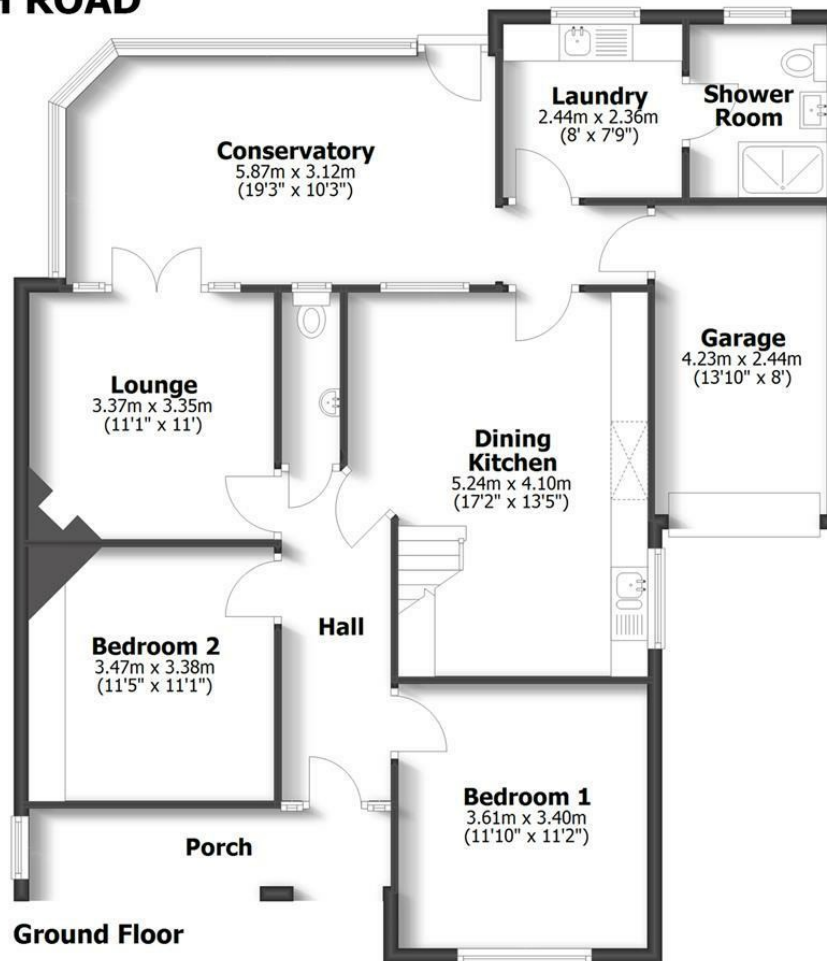 ROAD
Laundry
2.44m x 2.36m
(8' x 7'9")
Shower
Room
Conservatory
5.87m x 3.12m
(19'3" x 10'3")
Garage
4.23m x 2.44m
(13'10" x 8')
Lounge
3.37m x 3.35m
(11'1" x 11')
Dining
Kitchen
5.24m x 4.10m
(17'2" x 13'5")
Hall
Bedroom 2
3.47m x 3.38m
(11'5" x 11'1")
Bedroom 1
3.61m x 3.40m
(11'10" x 11'2")
Porch
Ground Floor